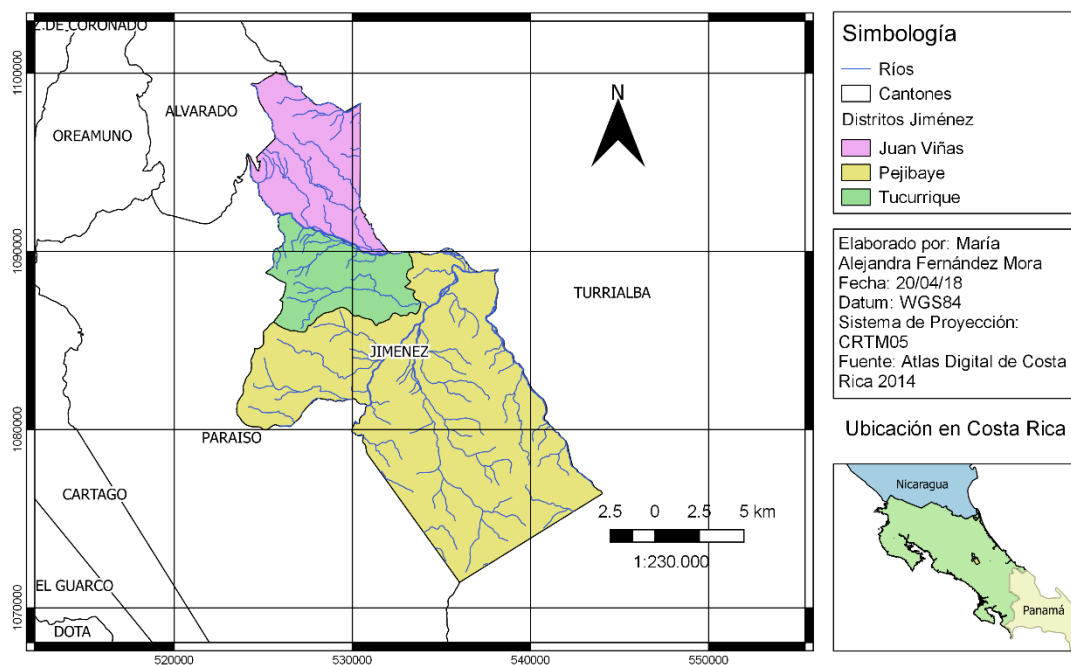 Z.DE CORONADO
ALVARADO
OREAMUNO
TURRIALBA
JIMENEZ
PARAISO
CARTAGO
EL GUARCO
DOTA
N
2.5 0 2.5 5 km
1:230.000
1100000
1090000
1080000
1070000
520000
530000
540000
550000
Simbología
Ríos
Cantones
Distritos Jiménez
Juan Viñas
Pejibaye
Tucurrique
Elaborado por: María
Alejandra Fernández Mora
Fecha: 20/04/18
Datum: WGS84
Sistema de Proyección:
CRTM05
Fuente: Atlas Digital de Costa
Rica 2014
Ubicación en Costa Rica
Nicaragua
Panamá